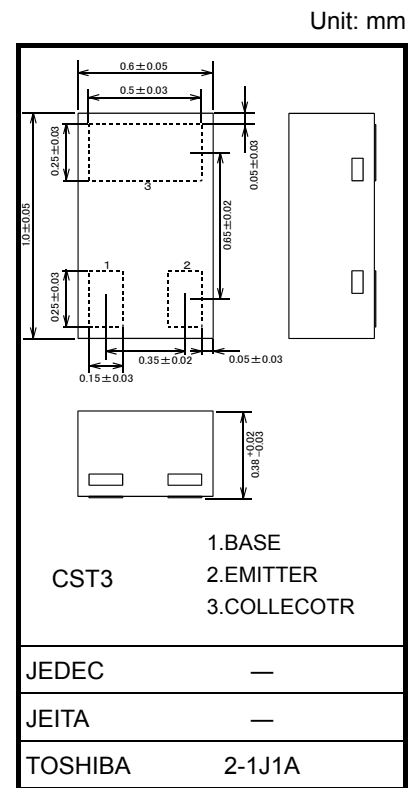 Unit: mm
0.6±0.05
0.5±0.03
0.25±0.03
3
0.05±0.03
1.0±0.05
0.65±0.02
1
2
0.25±0.03
0.35±0.02
0.05±0.03
0.15±0.03
0.38 +0.02 -0.03
1.BASE
CST3
2.EMITTER
3.COLLECOTR
JEDEC —
JEITA —
TOSHIBA 2-1J1A